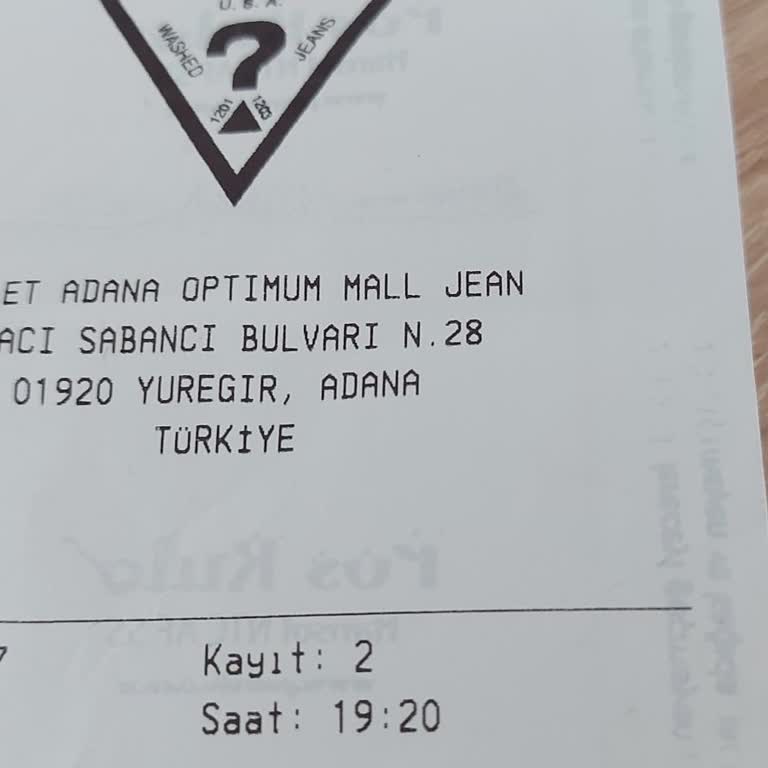 U.S.A.
WASHED ? JEANS
1201 1203
ET ADANA OPTIMUM MALL JEAN
ACI SABANCI BULVARI N.28
01920 YUREGIR, ADANA
TÜRKİYE
7 Kayıt: 2
Saat: 19:20